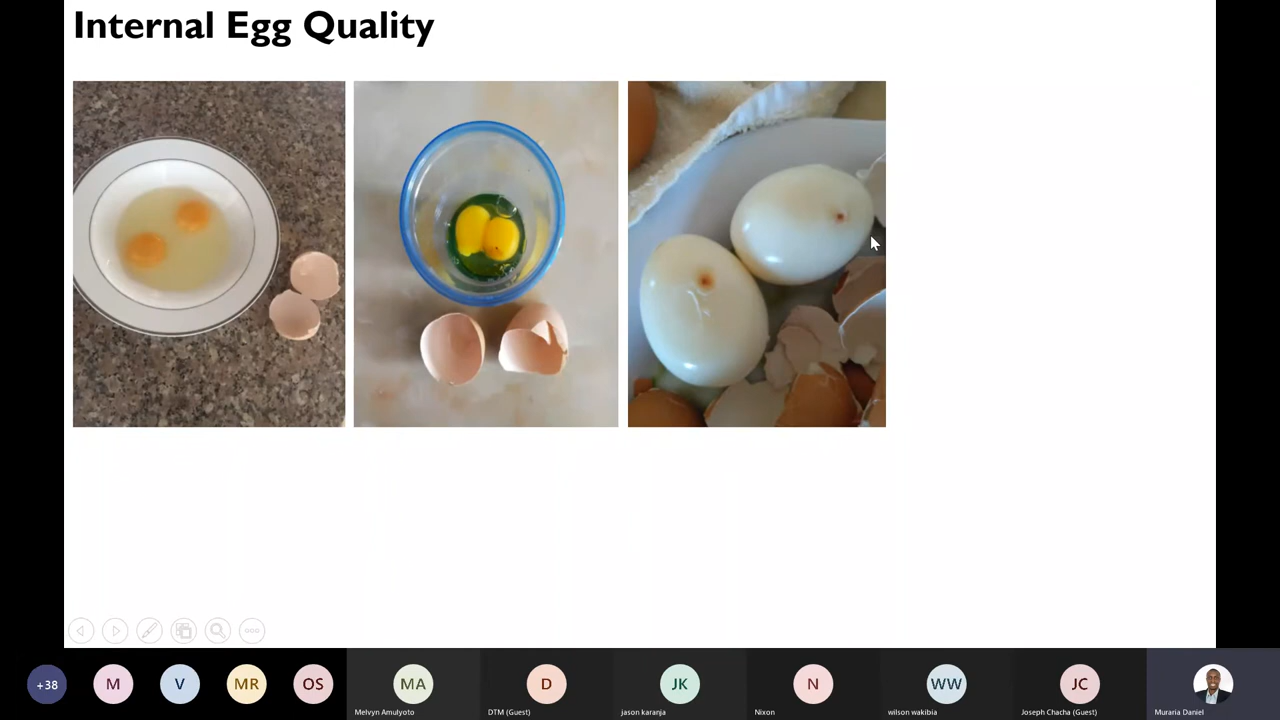 Internal Egg Quality
+38
M
V
MR
OS
MA
D
JK
N
WW
JC
Melvyn Amulyoto
DTM (Guest)
jason karanja
Nixon
wilson wakibia
Joseph Chacha (Guest)
Muraria Daniel